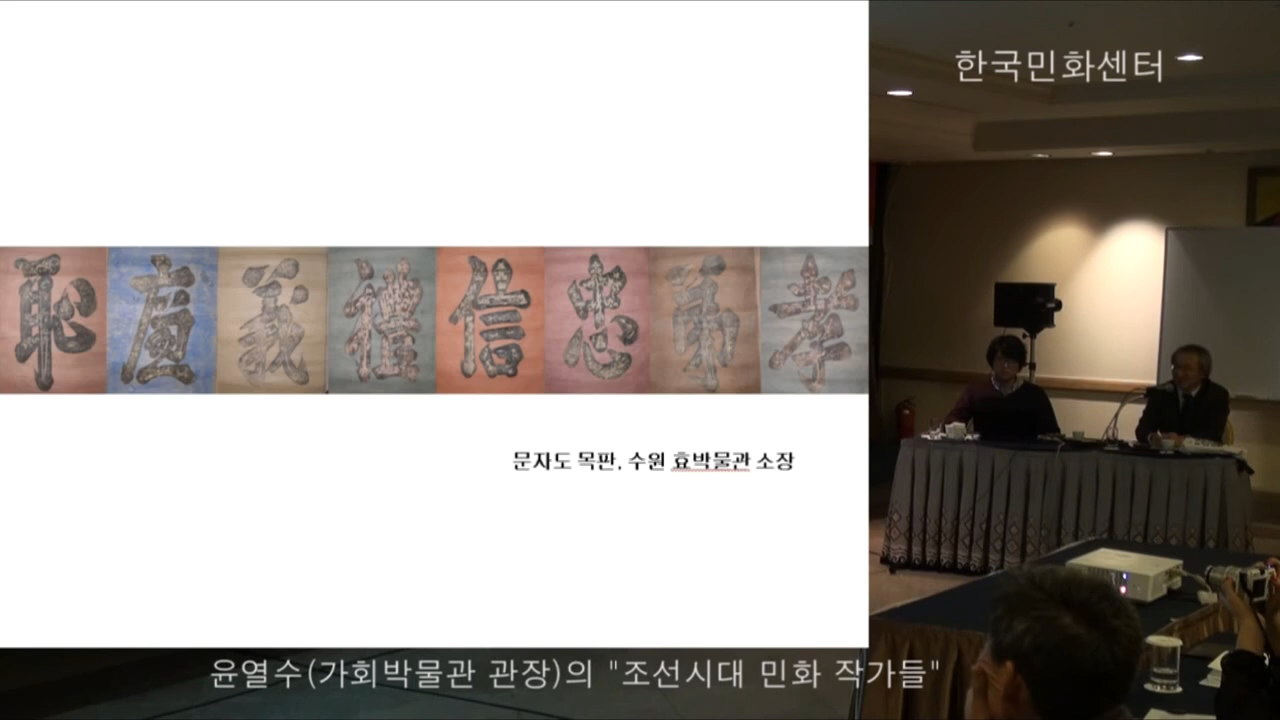 한국민화센터
恥 廉 義 禮 信 忠 弟 孝
문자도 목판, 수원 효박물관 소장
윤열수(가회박물관 관장)의 "조선시대 민화 작가들"